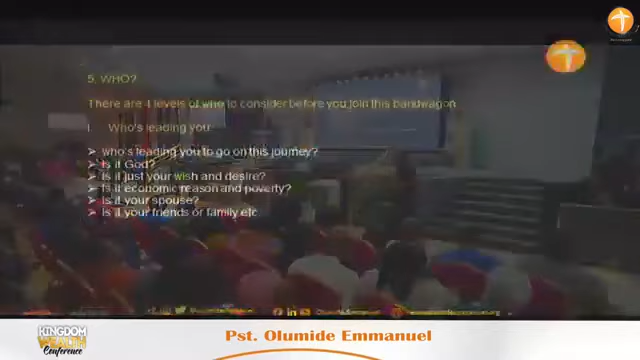 5. WHO?
There are 4 levels of who to consider before you join this bandwagon
I. Who's leading you
➢ who's leading you to go on this journey?
➢ Is it God?
➢ Is it just your wish and desire?
➢ Is it economic reason and poverty?
➢ Is it your spouse?
➢ Is it your friends or family etc
KINGDOM
WEALTH
Conference
Pst. Olumide Emmanuel